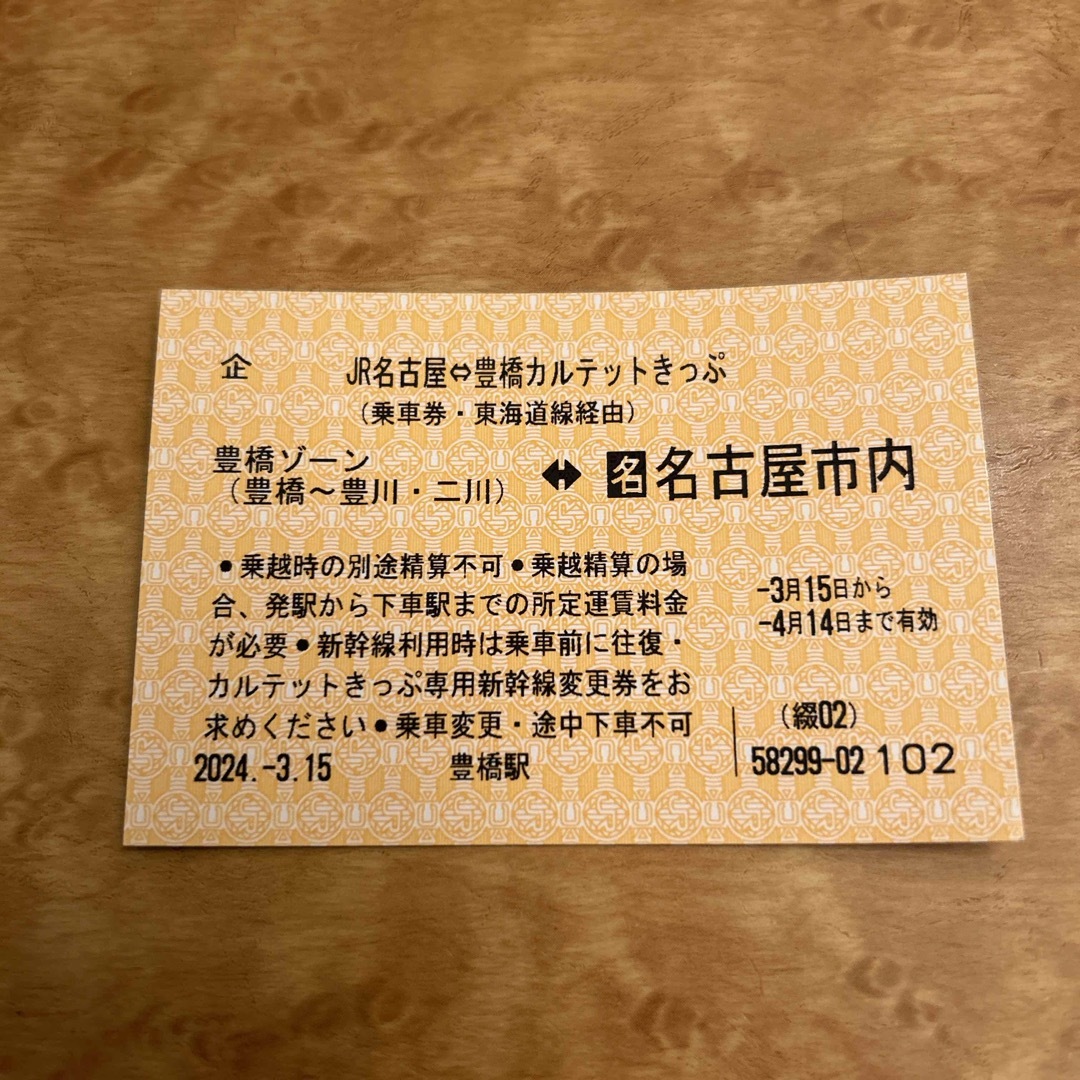 企 JR名古屋⇔豊橋カルテットきっぷ
（乗車券・東海道線経由）
豊橋ゾーン
（豊橋〜豊川・二川） ↔ 名 名古屋市内
●乗越時の別途精算不可●乗越精算の場
合、発駅から下車駅までの所定運賃料金
が必要●新幹線利用時は乗車前に往復・
カルテットきっぷ専用新幹線変更券をお
求めください●乗車変更・途中下車不可
-3月15日から
-4月14日まで有効
（綴02）
2024.-3.15 豊橋駅 58299-02 102